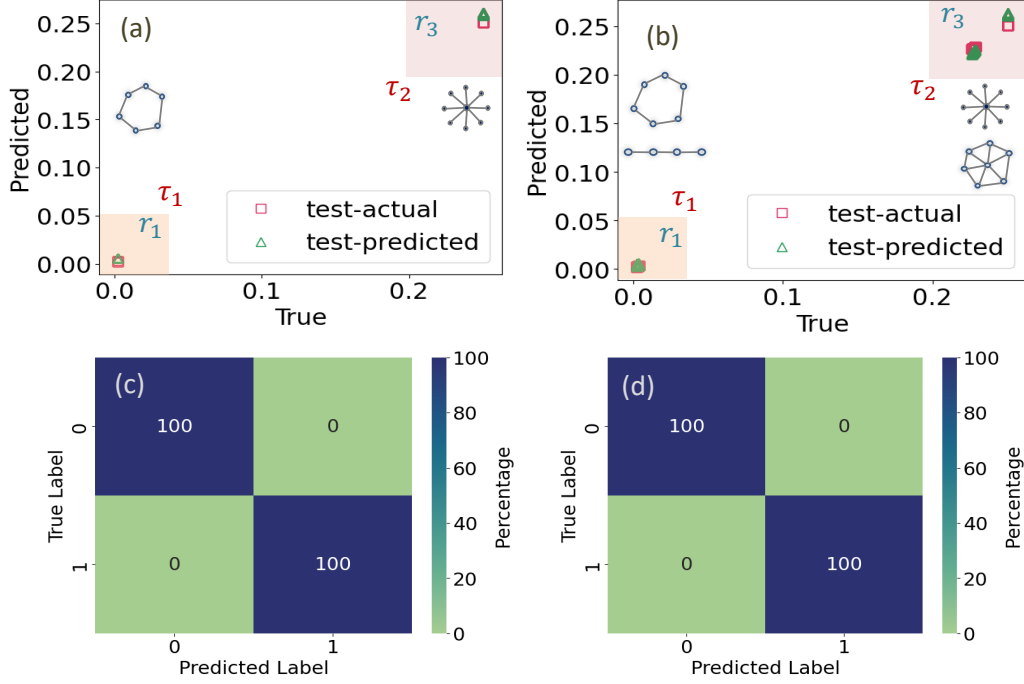 (a)
r3
τ2
τ1
r1
test-actual
test-predicted
Predicted
0.25
0.20
0.15
0.10
0.05
0.00
0.0
0.1
0.2
True
(b)
r3
τ2
τ1
r1
test-actual
test-predicted
Predicted
0.25
0.20
0.15
0.10
0.05
0.00
0.0
0.1
0.2
True
(c)
100
0
0
100
True Label
0
1
0
1
Predicted Label
100
80
60
40
20
0
Percentage
(d)
100
0
0
100
True Label
0
1
0
1
Predicted Label
100
80
60
40
20
0
Percentage